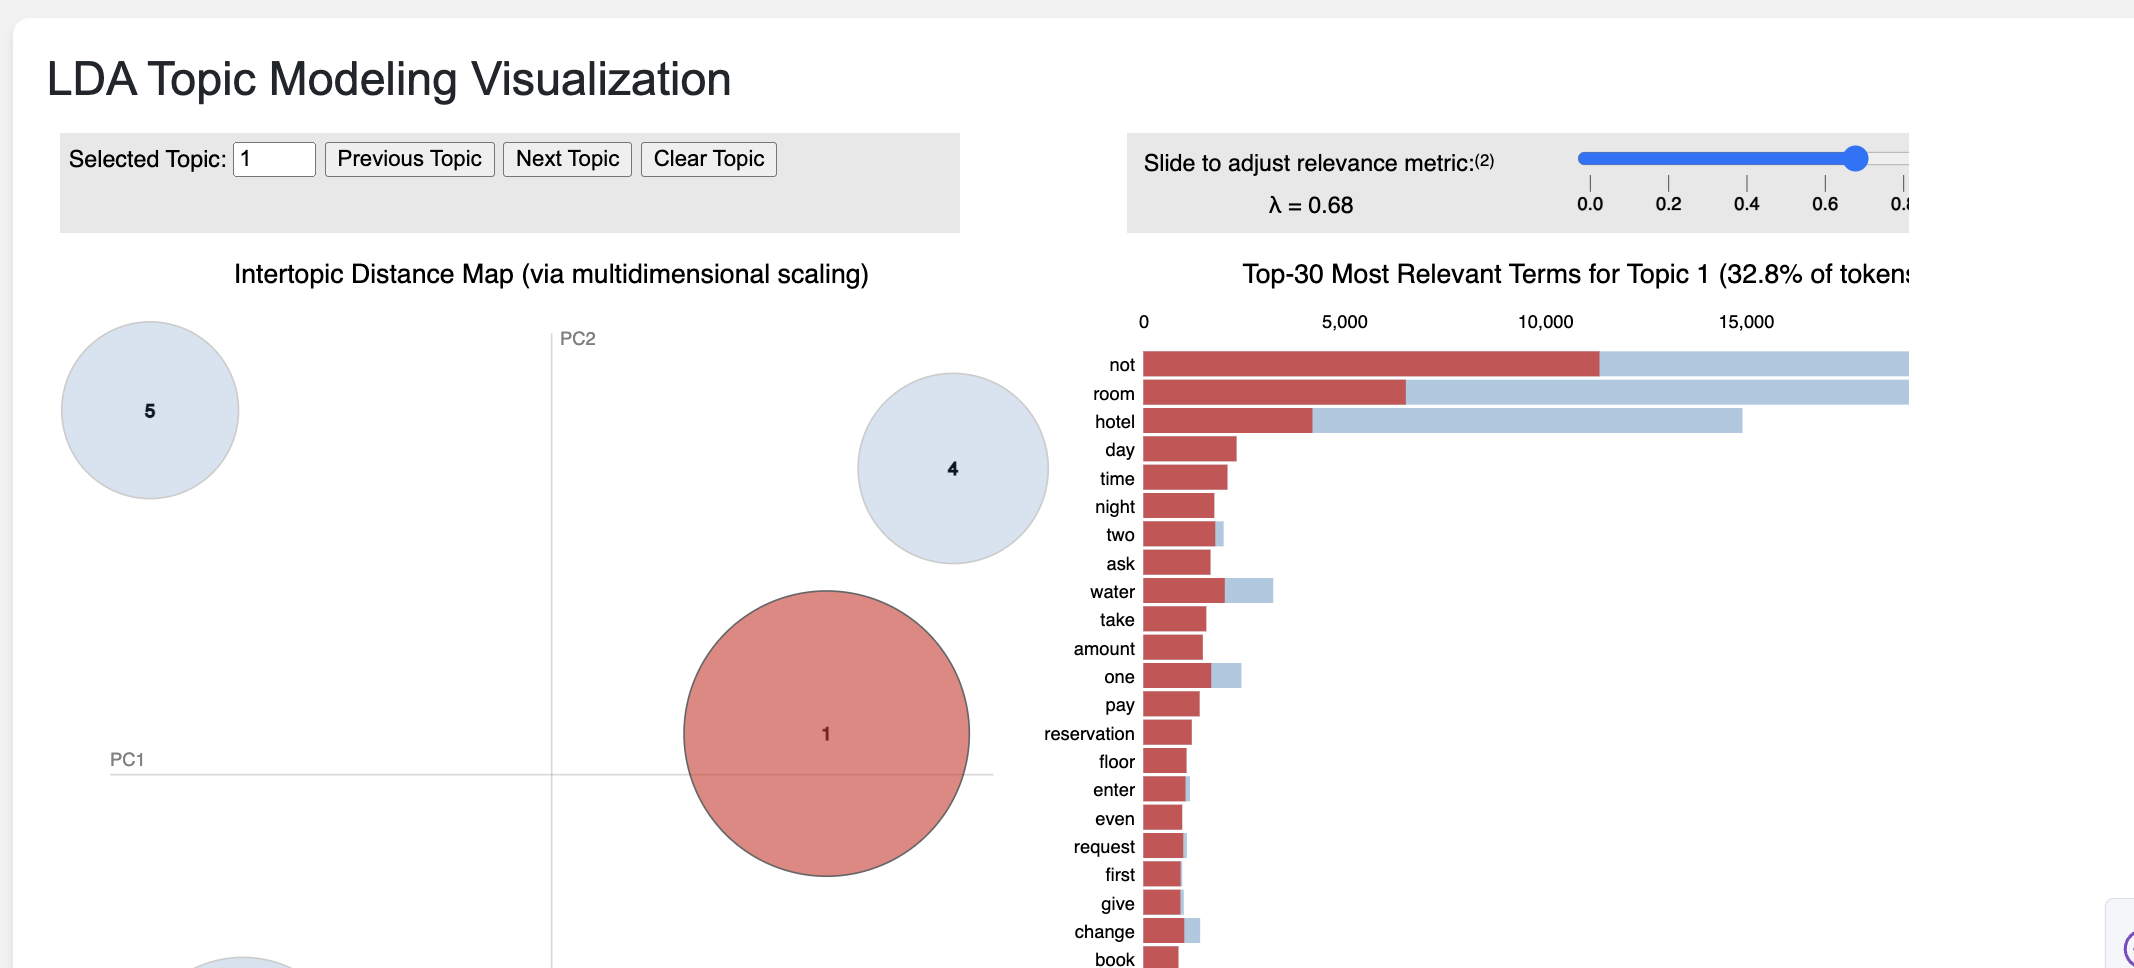 LDA Topic Modeling Visualization
Selected Topic: 1 Previous Topic Next Topic Clear Topic
Slide to adjust relevance metric:(2)
λ = 0.68
0.0 0.2 0.4 0.6
Intertopic Distance Map (via multidimensional scaling)
PC2
5
4
1
PC1
Top-30 Most Relevant Terms for Topic 1 (32.8% of tokens
0 5,000 10,000 15,000
not
room
hotel
day
time
night
two
ask
water
take
amount
one
pay
reservation
floor
enter
even
request
first
give
change
book